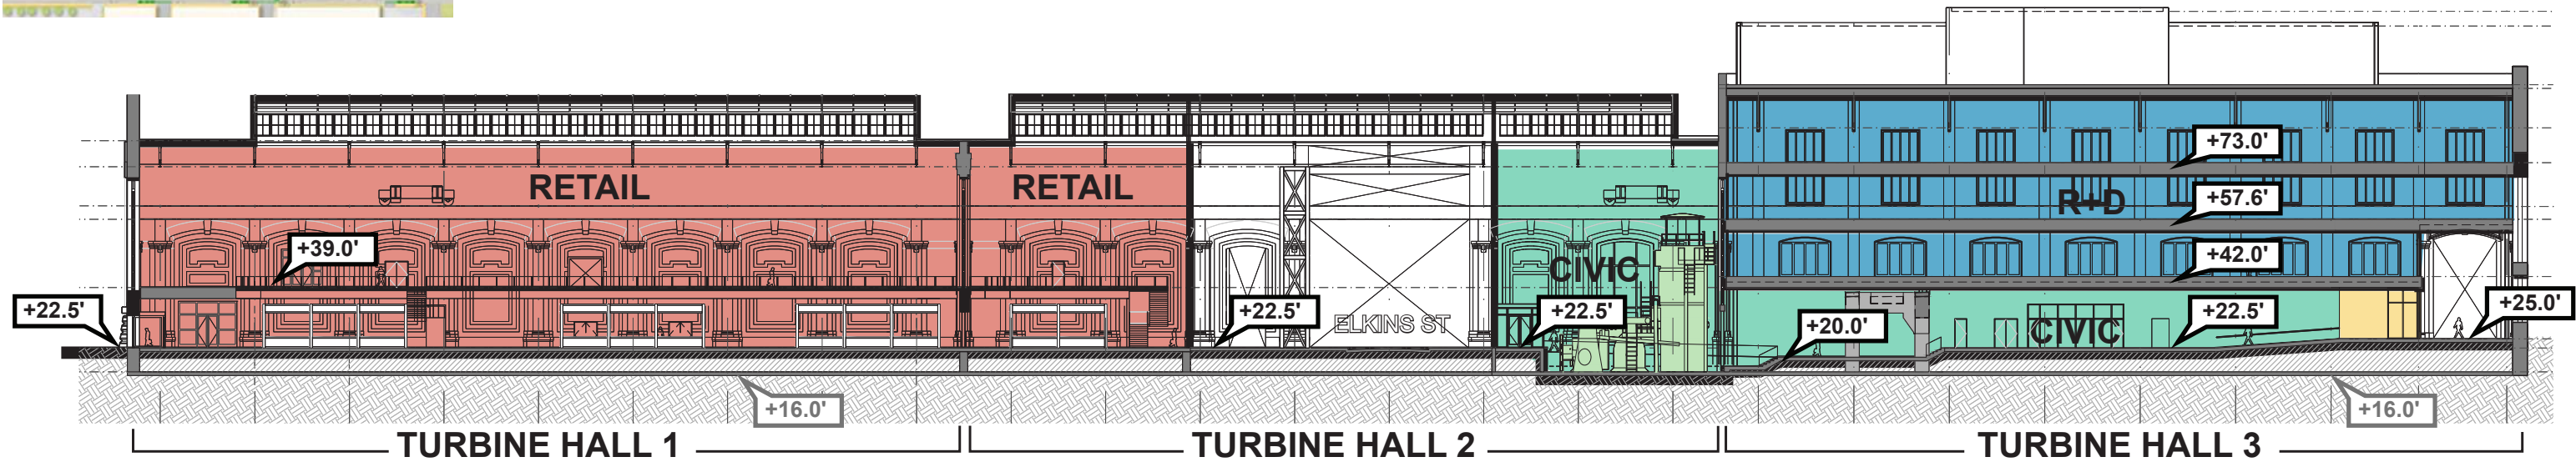 +73.0'
RETAIL
RETAIL
+57.6'
R+D
+39.0'
+42.0'
CIVIC
+22.5'
+22.5'
+22.5'
+22.5'
+25.0'
ELKINS ST
+20.0'
CIVIC
+16.0'
+16.0'
TURBINE HALL 1
TURBINE HALL 2
TURBINE HALL 3